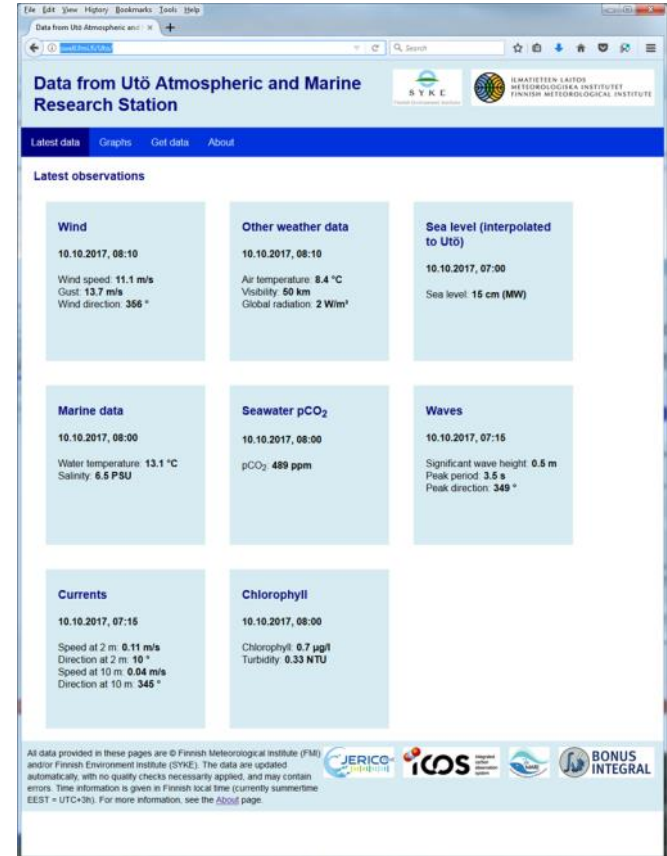 File Edit View History Bookmarks Tools Help
Data from Utö Atmospheric and
Search
Data from Utö Atmospheric and Marine
Research Station
SYKE
ILMATIETEEN LAITOS
METEOROLOGISKA INSTITUTET
FINNISH METEOROLOGICAL INSTITUTE
Latest data Graphs Get data About
Latest observations
Wind
10.10.2017, 08:10
Wind speed: 11.1 m/s
Gust: 13.7 m/s
Wind direction: 356 °
Other weather data
10.10.2017, 08:10
Air temperature: 8.4 °C
Visibility: 50 km
Global radiation: 2 W/m²
Sea level (interpolated
to Utö)
10.10.2017, 07:00
Sea level: 15 cm (MW)
Marine data
10.10.2017, 08:00
Water temperature: 13.1 °C
Salinity: 6.5 PSU
Seawater pCO₂
10.10.2017, 08:00
pCO₂: 489 ppm
Waves
10.10.2017, 07:15
Significant wave height: 0.5 m
Peak period: 3.5 s
Peak direction: 349 °
Currents
10.10.2017, 07:15
Speed at 2 m: 0.11 m/s
Direction at 2 m: 10 °
Speed at 10 m: 0.04 m/s
Direction at 10 m: 345 °
Chlorophyll
10.10.2017, 08:00
Chlorophyll: 0.7 µg/l
Turbidity: 0.33 NTU
All data provided in these pages are © Finnish Meteorological Institute (FMI)
and/or Finnish Environment Institute (SYKE). The data are updated
automatically, with no quality checks necessarily applied, and may contain
errors. Time information is given in Finnish local time (currently summertime
EEST = UTC+3h). For more information, see the About page.
JERICO
ICOS
BONUS
INTEGRAL